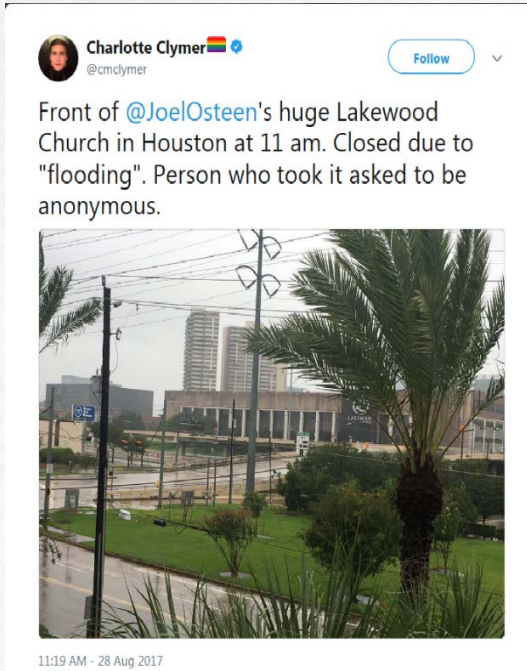 Charlotte Clymer
@cmclymer
Follow
Front of @JoelOsteen's huge Lakewood
Church in Houston at 11 am. Closed due to
"flooding". Person who took it asked to be
anonymous.
LAKEWOOD
11:19 AM - 28 Aug 2017